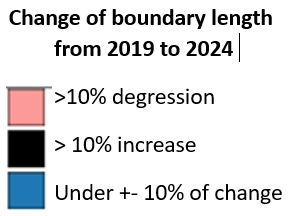 Change of boundary length
from 2019 to 2024
>10% degression
> 10% increase
Under +- 10% of change